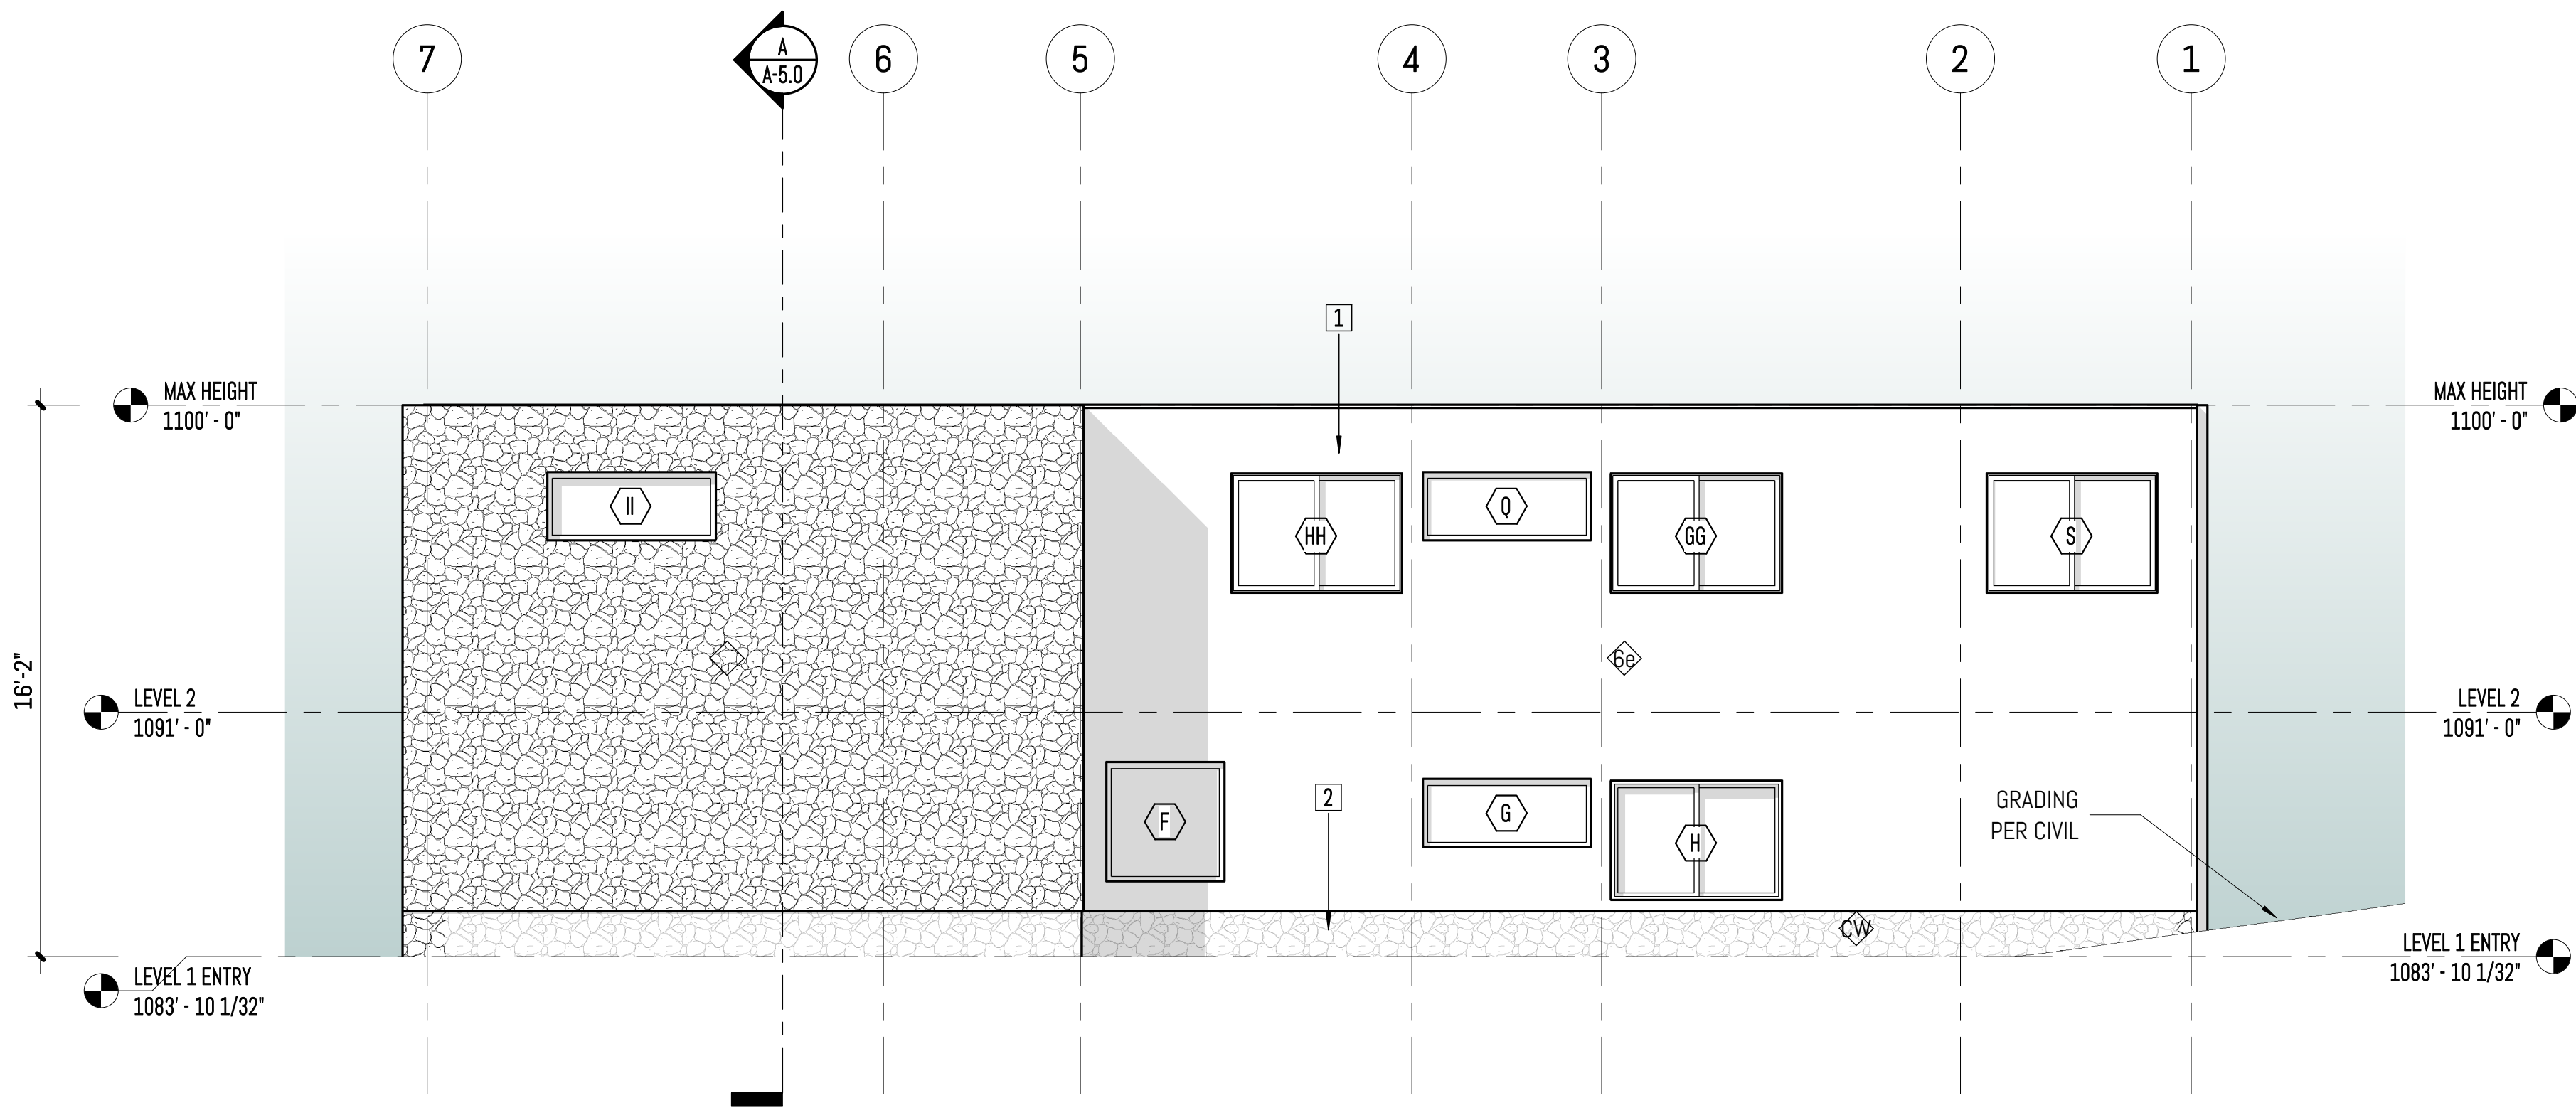 7
A
A-5.0
6
5
4
3
2
1
1
MAX HEIGHT
1100' - 0"
MAX HEIGHT
1100' - 0"
II
HH
Q
GG
S
16'-2"
6e
LEVEL 2
1091' - 0"
LEVEL 2
1091' - 0"
2
F
G
H
GRADING
PER CIVIL
CW
LEVEL 1 ENTRY
1083' - 10 1/32"
LEVEL 1 ENTRY
1083' - 10 1/32"